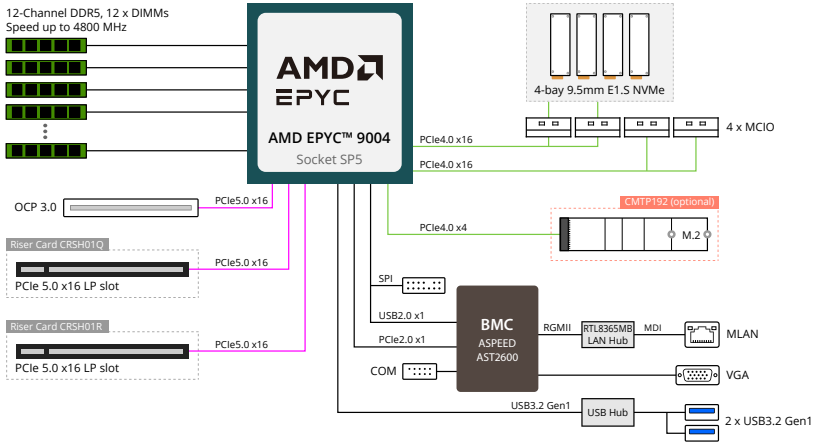 12-Channel DDR5, 12 x DIMMs
Speed up to 4800 MHz
AMD
EPYC
AMD EPYC™ 9004
Socket SP5
4-bay 9.5mm E1.S NVMe
4 x MCIO
PCIe4.0 x16
PCIe4.0 x16
OCP 3.0
PCIe5.0 x16
CMTP192 (optional)
PCIe4.0 x4
M.2
Riser Card CRSH01Q
PCIe5.0 x16
PCIe 5.0 x16 LP slot
SPI
USB2.0 x1
Riser Card CRSH01R
PCIe5.0 x16
PCIe 5.0 x16 LP slot
PCIe2.0 x1
COM
BMC
ASPEED
AST2600
RGMII
RTL8365MB
LAN Hub
MDI
MLAN
VGA
USB3.2 Gen1
USB Hub
2 x USB3.2 Gen1